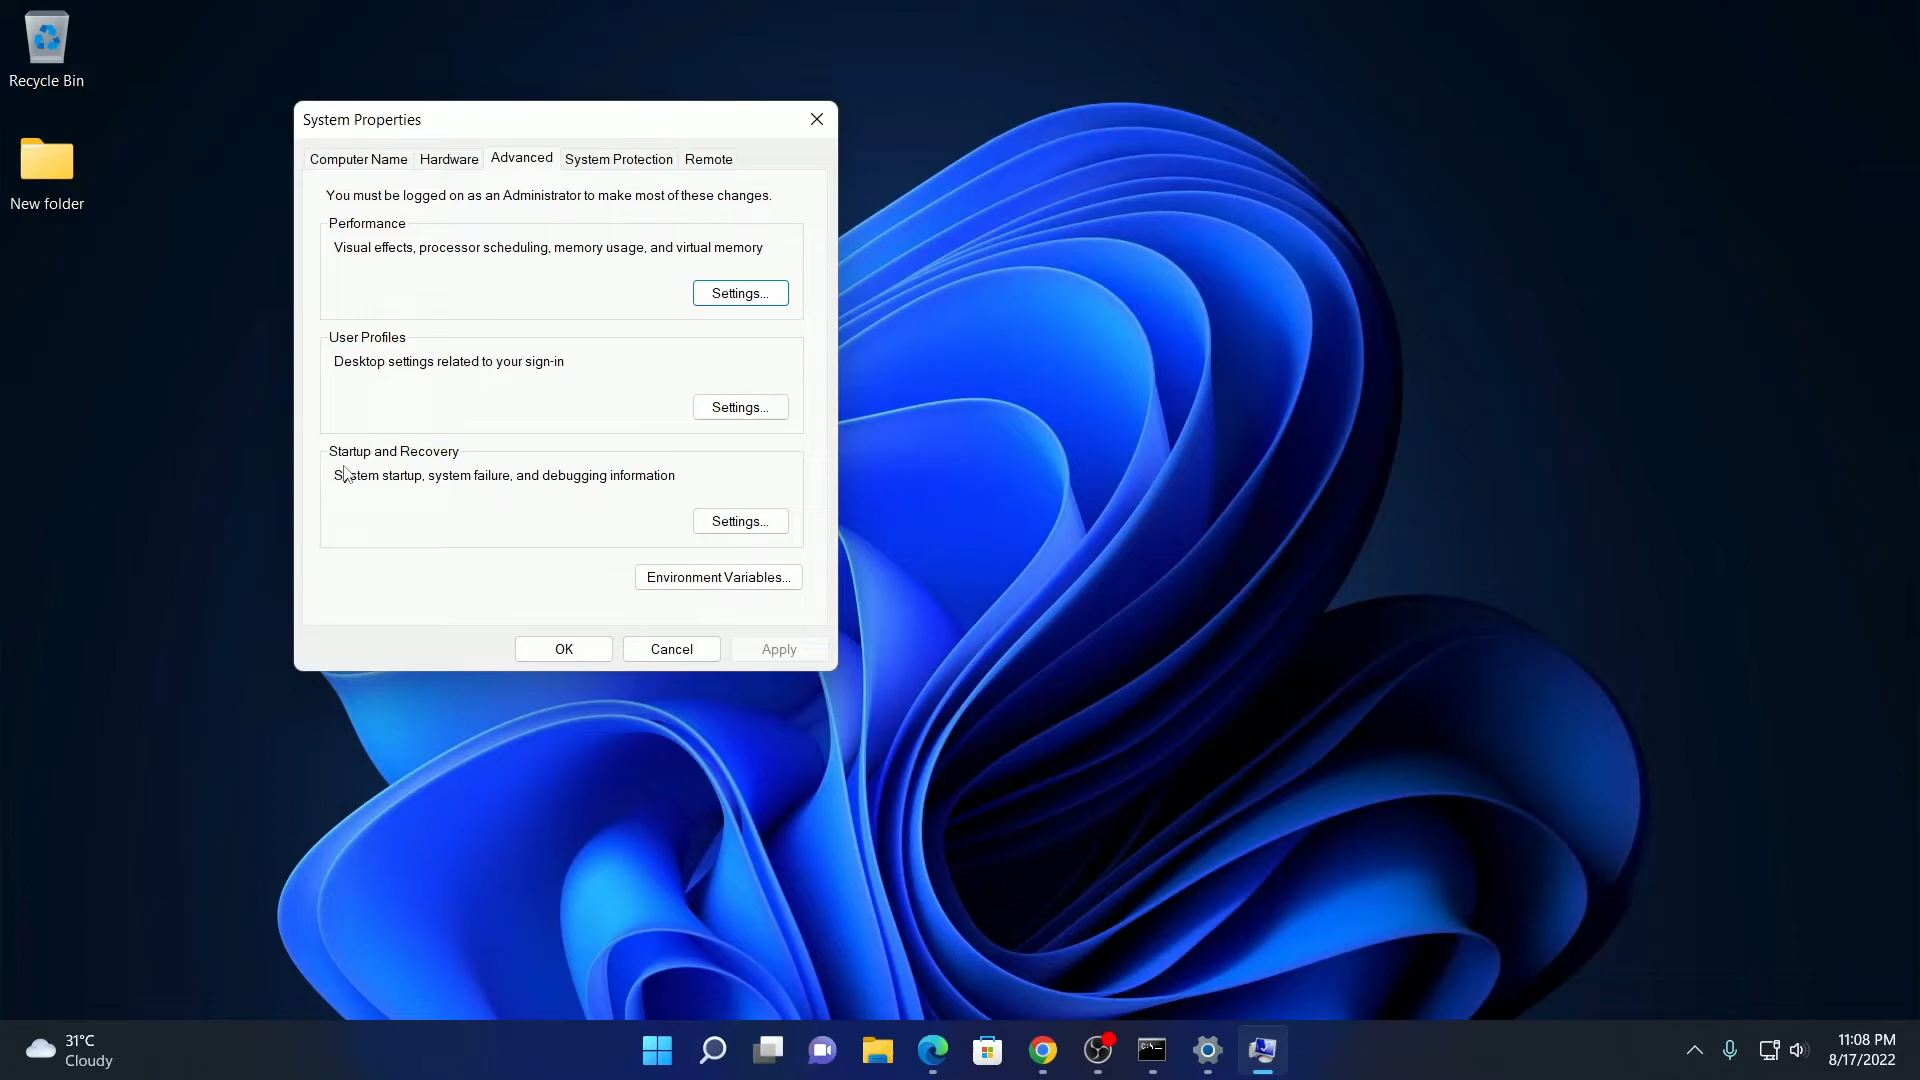 Recycle Bin
New folder
System Properties
Computer Name
Hardware
Advanced
System Protection
Remote
You must be logged on as an Administrator to make most of these changes.
Performance
Visual effects, processor scheduling, memory usage, and virtual memory
Settings...
User Profiles
Desktop settings related to your sign-in
Settings...
Startup and Recovery
System startup, system failure, and debugging information
Settings...
Environment Variables...
OK
Cancel
Apply
31°C
Cloudy
11:08 PM
8/17/2022